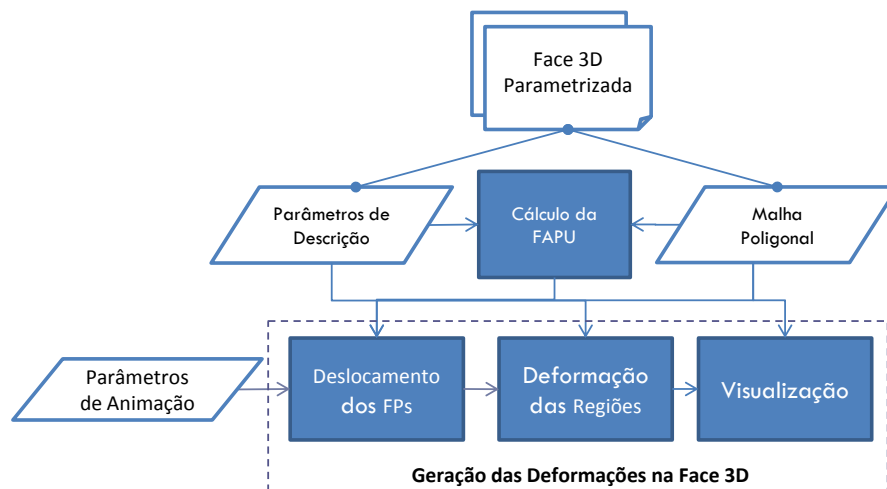 Face 3D
Parametrizada
Parâmetros de
Descrição
Cálculo da
FAPU
Malha
Poligonal
Parâmetros
de Animação
Deslocamento
dos FPs
Deformação
das Regiões
Visualização
Geração das Deformações na Face 3D